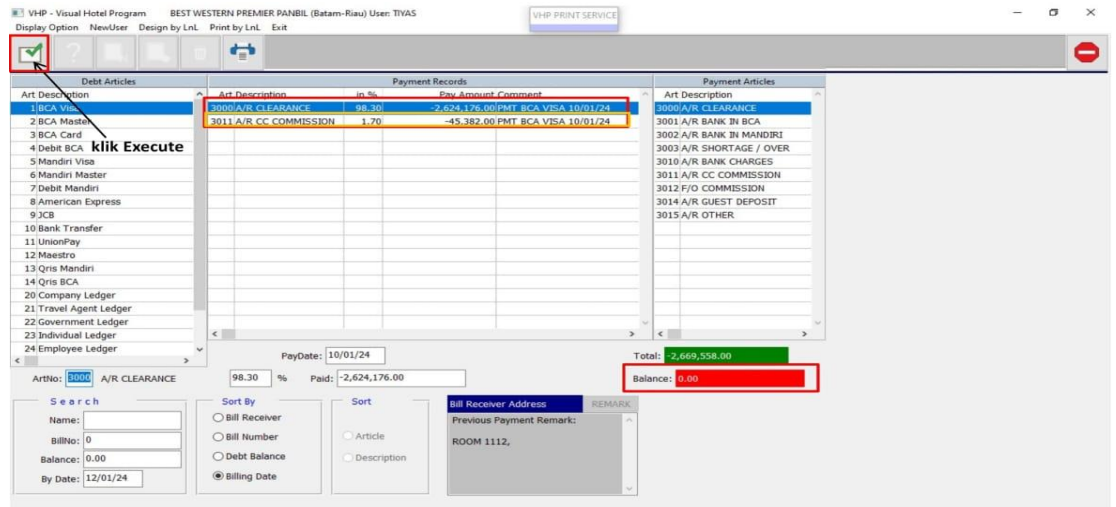 VHP - Visual Hotel Program BEST WESTERN PREMIER PANBIL (Batam-Riau) User: TIYAS
VHP PRINT SERVICE
Display Option NewUser Design by LnL Print by LnL Exit
Debt Articles
Art Description
1 BCA Visa
2 BCA Master
3 BCA Card
4 Debit BCA
klik Execute
5 Mandiri Visa
6 Mandiri Master
7 Debit Mandiri
8 American Express
9 JCB
10 Bank Transfer
11 UnionPay
12 Maestro
13 Qris Mandiri
14 Qris BCA
20 Company Ledger
21 Travel Agent Ledger
22 Government Ledger
23 Individual Ledger
24 Employee Ledger
Payment Records
Art Description in % Pay Amount Comment
3000 A/R CLEARANCE 98.30 -2,624,176.00 PMT BCA VISA 10/01/24
3011 A/R CC COMMISSION 1.70 -45.382.00 PMT BCA VISA 10/01/24
Payment Articles
Art Description
3000 A/R CLEARANCE
3001 A/R BANK IN BCA
3002 A/R BANK IN MANDIRI
3003 A/R SHORTAGE / OVER
3010 A/R BANK CHARGES
3011 A/R CC COMMISSION
3012 F/O COMMISSION
3014 A/R GUEST DEPOSIT
3015 A/R OTHER
PayDate: 10/01/24
Total: -2,669,558.00
ArtNo: 3000 A/R CLEARANCE 98.30 % Paid: -2,624,176.00
Balance: 0.00
Search
Name:
BillNo: 0
Balance: 0.00
By Date: 12/01/24
Sort By
Bill Receiver
Bill Number
Debt Balance
Billing Date
Sort
Article
Description
Bill Receiver Address REMARK
Previous Payment Remark:
ROOM 1112,